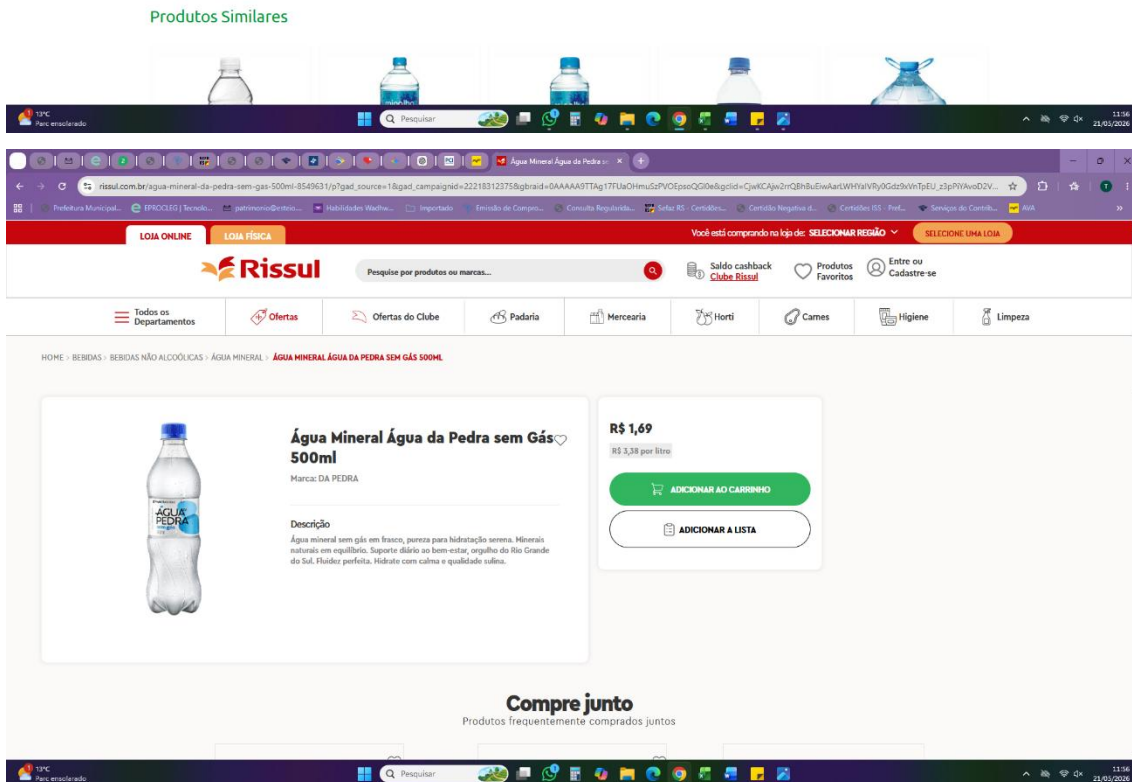 Produtos Similares
13°C
Parc ensolarado
Pesquisar
11:56
21/05/2026
Água Mineral Água da Pedra se
rissul.com.br/agua-mineral-da-pedra-sem-gas-500ml-8549631/p?gad_source=1&gad_campaignid=22218312375&gbraid=
Prefeitura Municipal... EPROCLEG | Tecnolo... patrimonio@esteio... Habilidades Wadhw... Importado Emissão de Compro... Consulta Regularida... Sefaz RS - Certidões... Certidão Negativa d... Certidões ISS - Pref... Serviços do Contrib... AVA
LOJA ONLINE LOJA FÍSICA Você está comprando na loja de: SELECIONAR REGIÃO SELECIONE UMA LOJA
Rissul Pesquise por produtos ou marcas... Saldo cashback Clube Rissul Produtos Favoritos Entre ou Cadastre-se
Todos os Departamentos Ofertas Ofertas do Clube Padaria Mercearia Horti Carnes Higiene Limpeza
HOME > BEBIDAS > BEBIDAS NÃO ALCOÓLICAS > ÁGUA MINERAL > ÁGUA MINERAL ÁGUA DA PEDRA SEM GÁS 500ML
ÁGUA
PEDRA
Água Mineral Água da Pedra sem Gás
500ml
Marca: DA PEDRA
Descrição
Água mineral sem gás em frasco, pureza para hidratação serena. Minerais
naturais em equilíbrio. Suporte diário ao bem-estar, orgulho do Rio Grande
do Sul. Fluidez perfeita. Hidrate com calma e qualidade sulina.
R$ 1,69
R$ 3,38 por litro
ADICIONAR AO CARRINHO
ADICIONAR A LISTA
Compre junto
Produtos frequentemente comprados juntos
13°C
Parc ensolarado
Pesquisar
11:56
21/05/2026